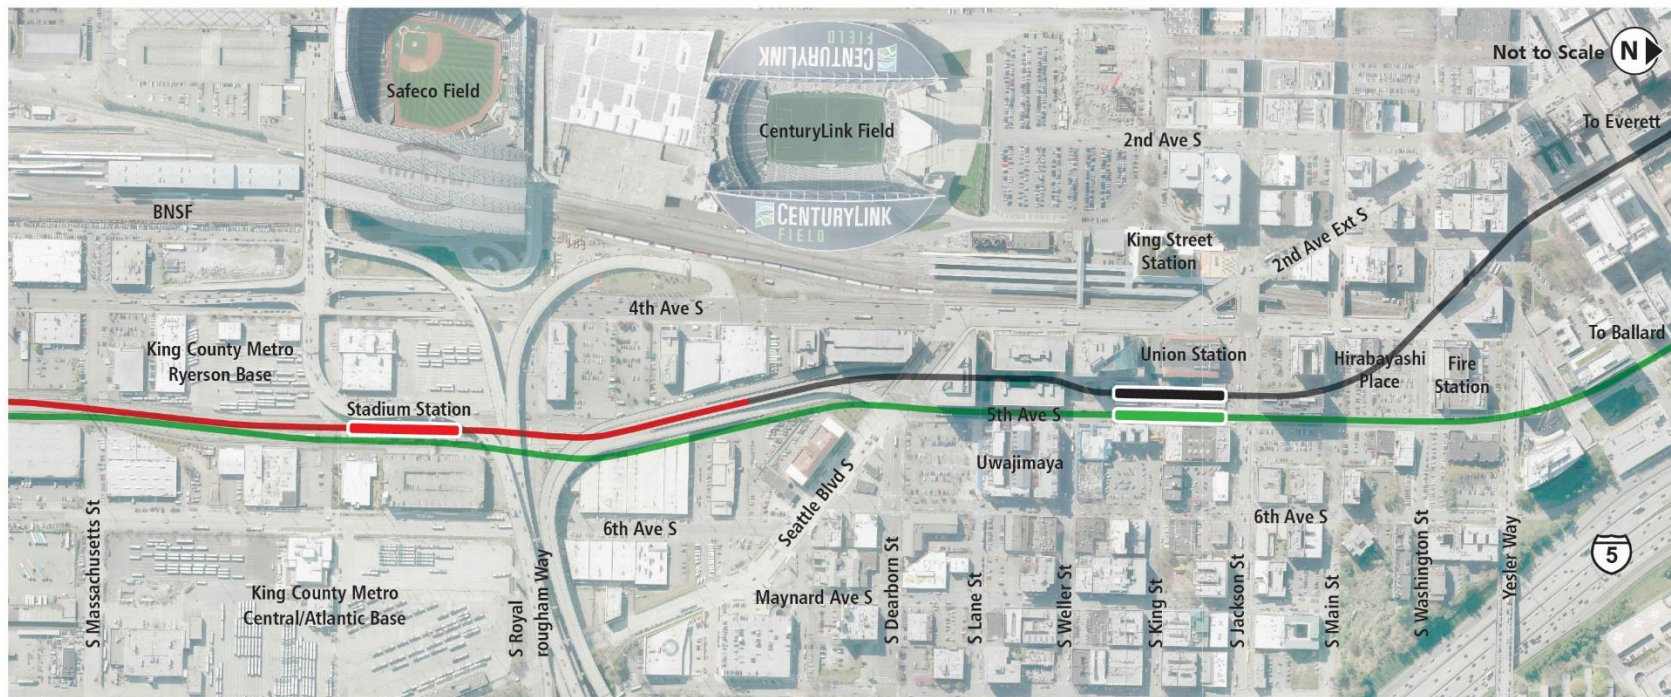 CENTURYLINK
FIELD
Not to Scale N
Safeco Field
CenturyLink Field
To Everett
2nd Ave S
BNSF
CENTURYLINK
FIELD
King Street
Station
2nd Ave Ext S
4th Ave S
King County Metro
Ryerson Base
Union Station
Hirabayashi
Place
Fire
Station
To Ballard
Stadium Station
5th Ave S
Uwajimaya
Seattle Blvd S
6th Ave S
6th Ave S
S Massachusetts St
King County Metro
Central/Atlantic Base
S Royal
rougham Way
Maynard Ave S
S Dearborn St
S Lane St
S Weller St
S King St
S Jackson St
S Main St
S Washington St
Yesler Way
5